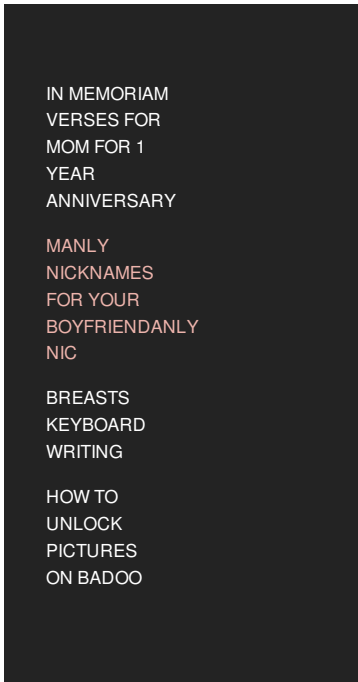 IN MEMORIAM
VERSES FOR
MOM FOR 1
YEAR
ANNIVERSARY
MANLY
NICKNAMES
FOR YOUR
BOYFRIENDANLY
NIC
BREASTS
KEYBOARD
WRITING
HOW TO
UNLOCK
PICTURES
ON BADOO